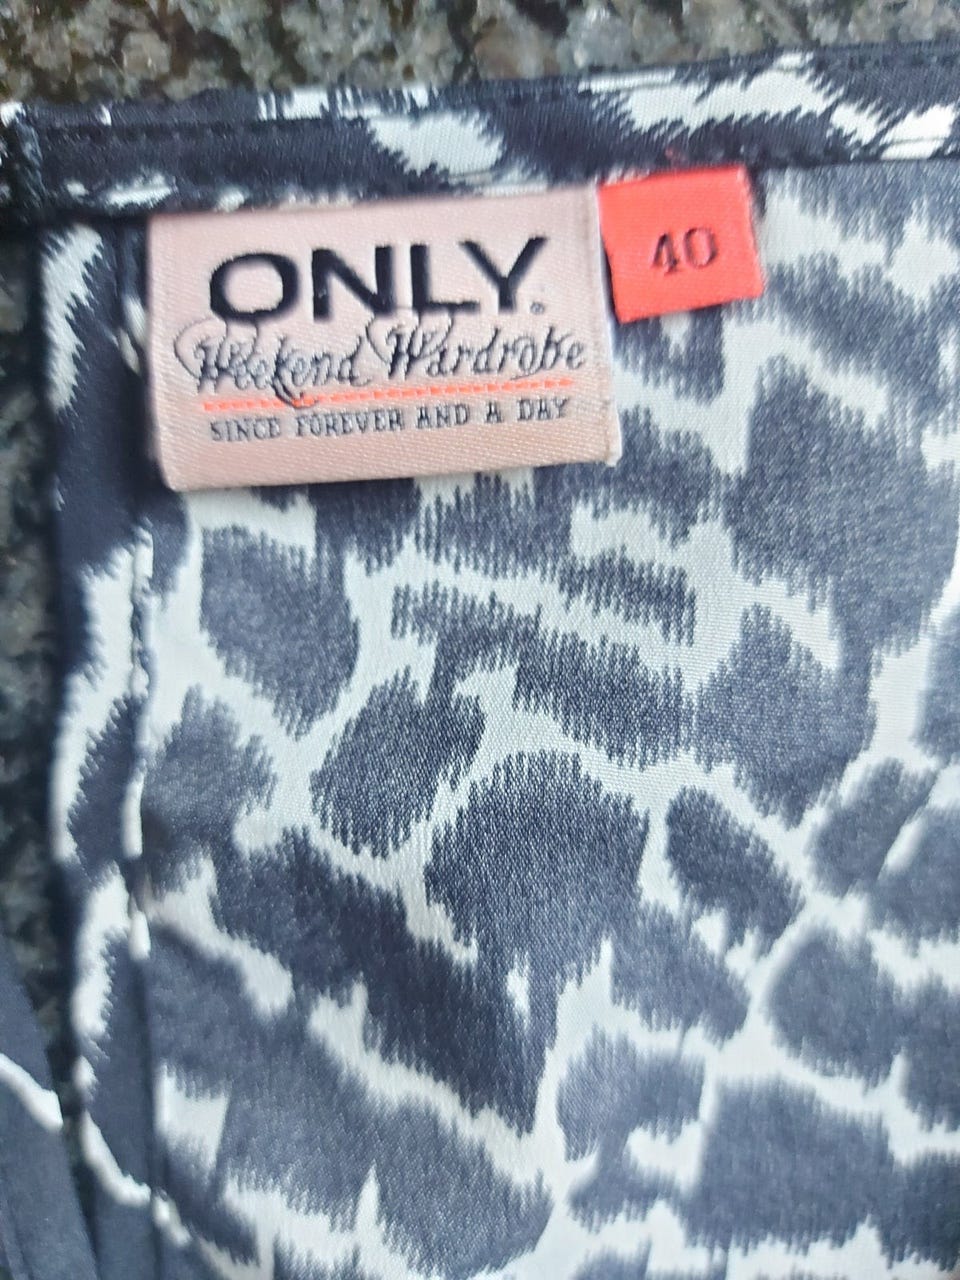 ONLY.
Weekend Wardrobe
SINCE FOREVER AND A DAY
40